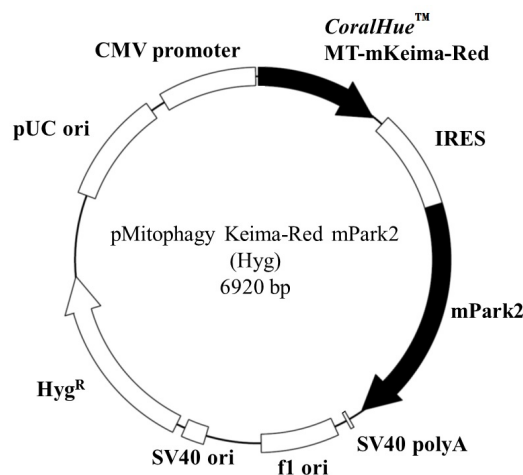 CoralHue™
MT-mKeima-Red
CMV promoter
IRES
pUC ori
pMitophagy Keima-Red mPark2
(Hyg)
6920 bp
mPark2
HygR
SV40 polyA
SV40 ori
f1 ori